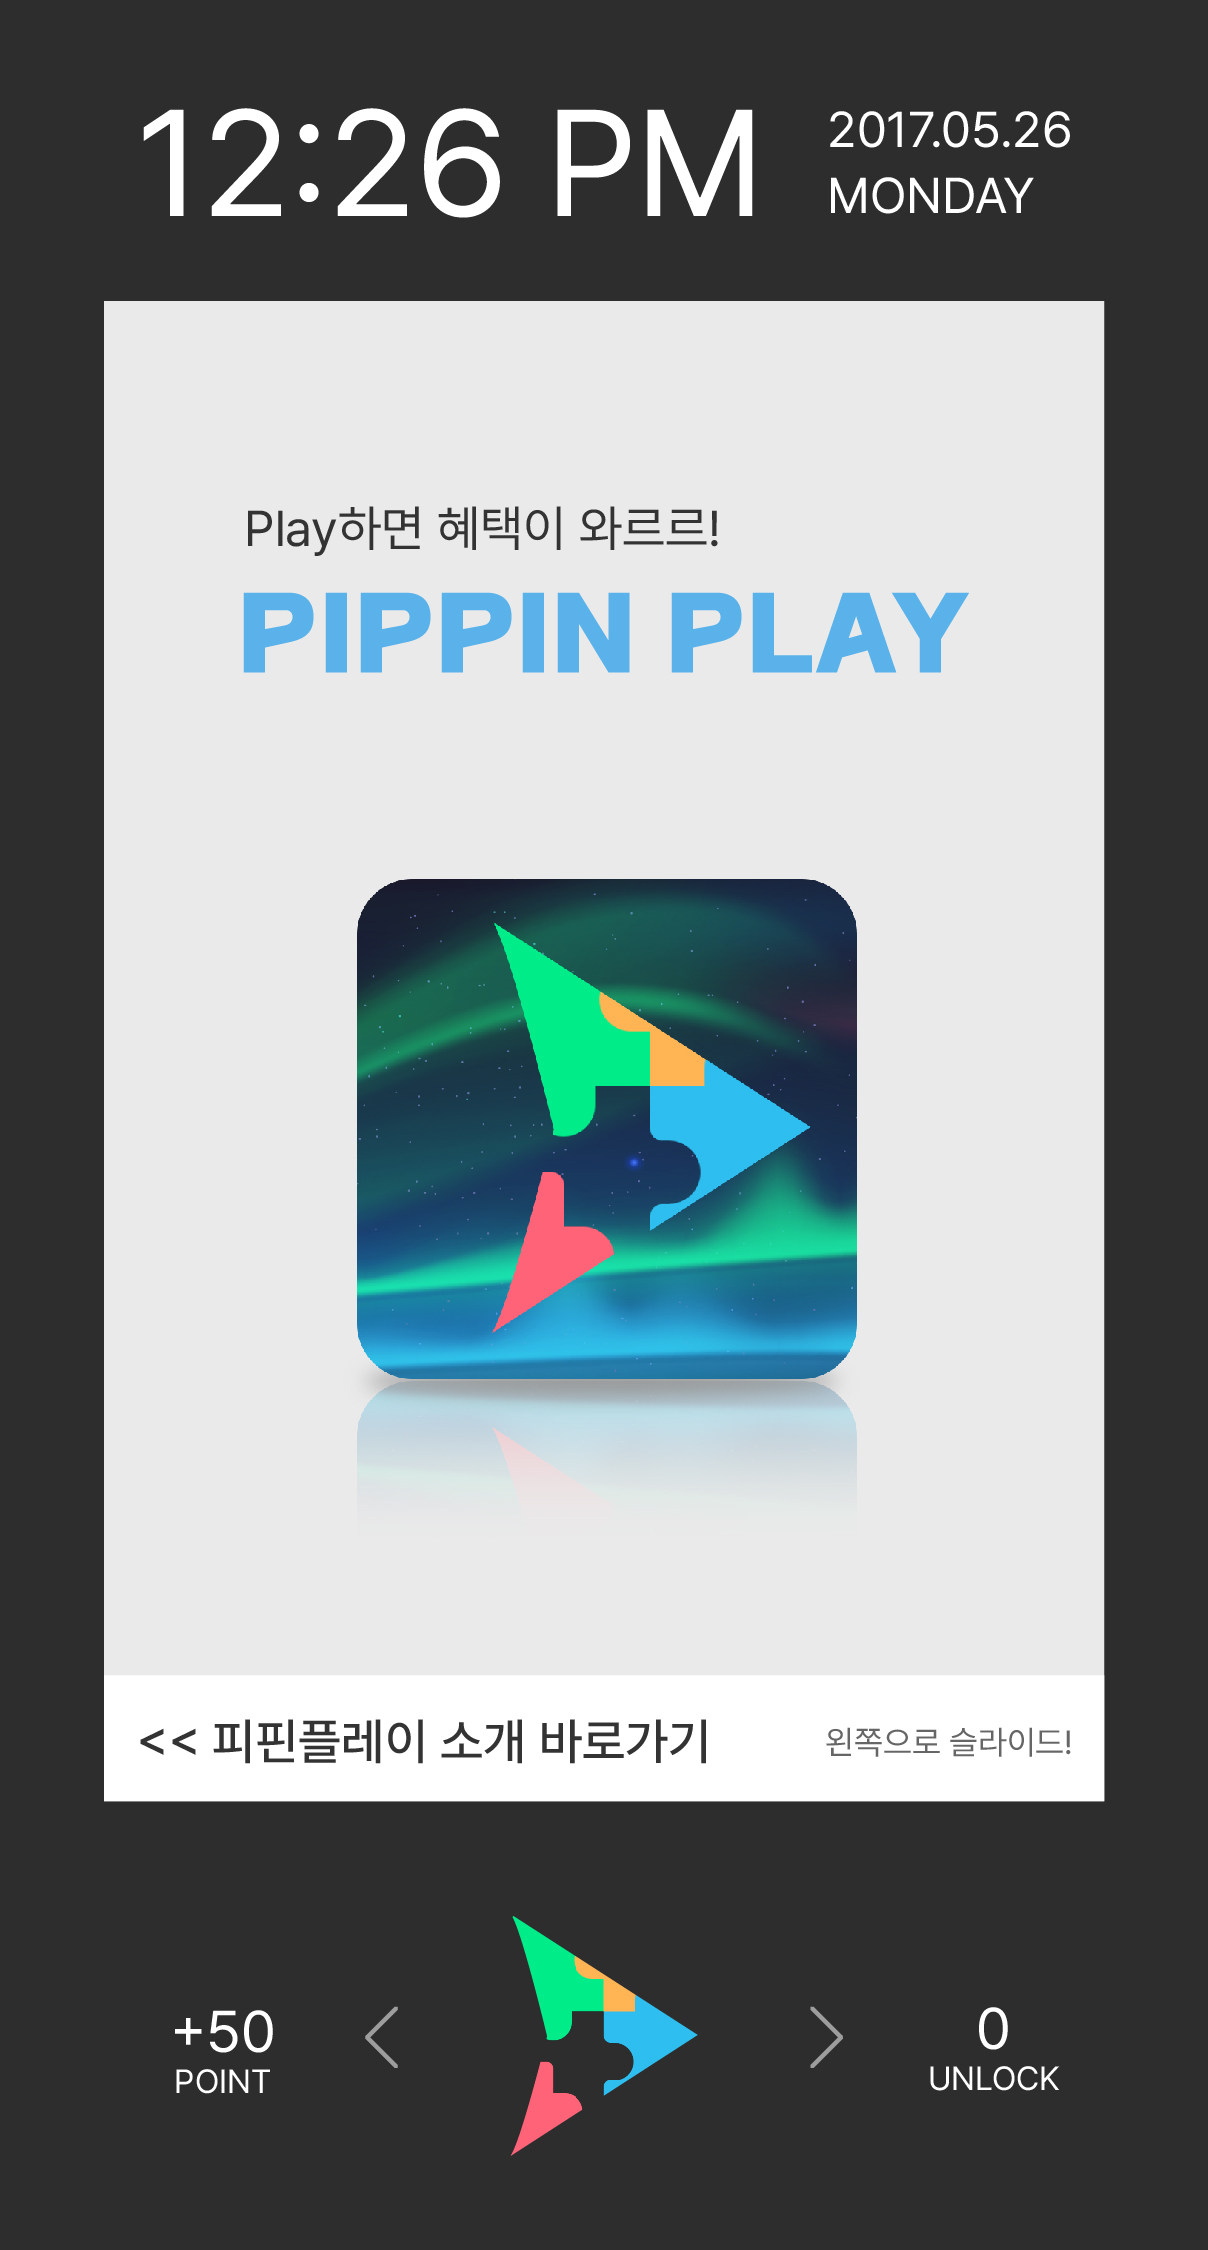 12:26 PM
2017.05.26
MONDAY
Play하면 혜택이 와르르!
PIPPIN PLAY
<< 피핀플레이 소개 바로가기
왼쪽으로 슬라이드!
+50
POINT
0
UNLOCK